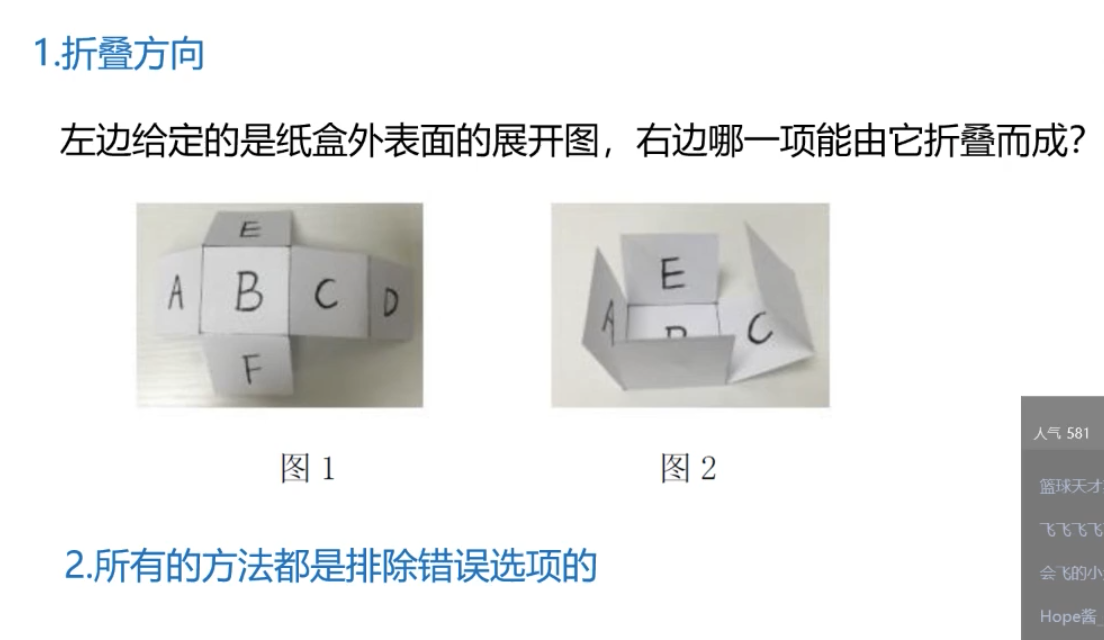 1.折叠方向
左边给定的是纸盒外表面的展开图，右边哪一项能由它折叠而成?
E
A B C D
F
E
A
C
图 1
图 2
2.所有的方法都是排除错误选项的
人气 581
篮球天才
飞飞飞飞
会飞的小
Hope酱_